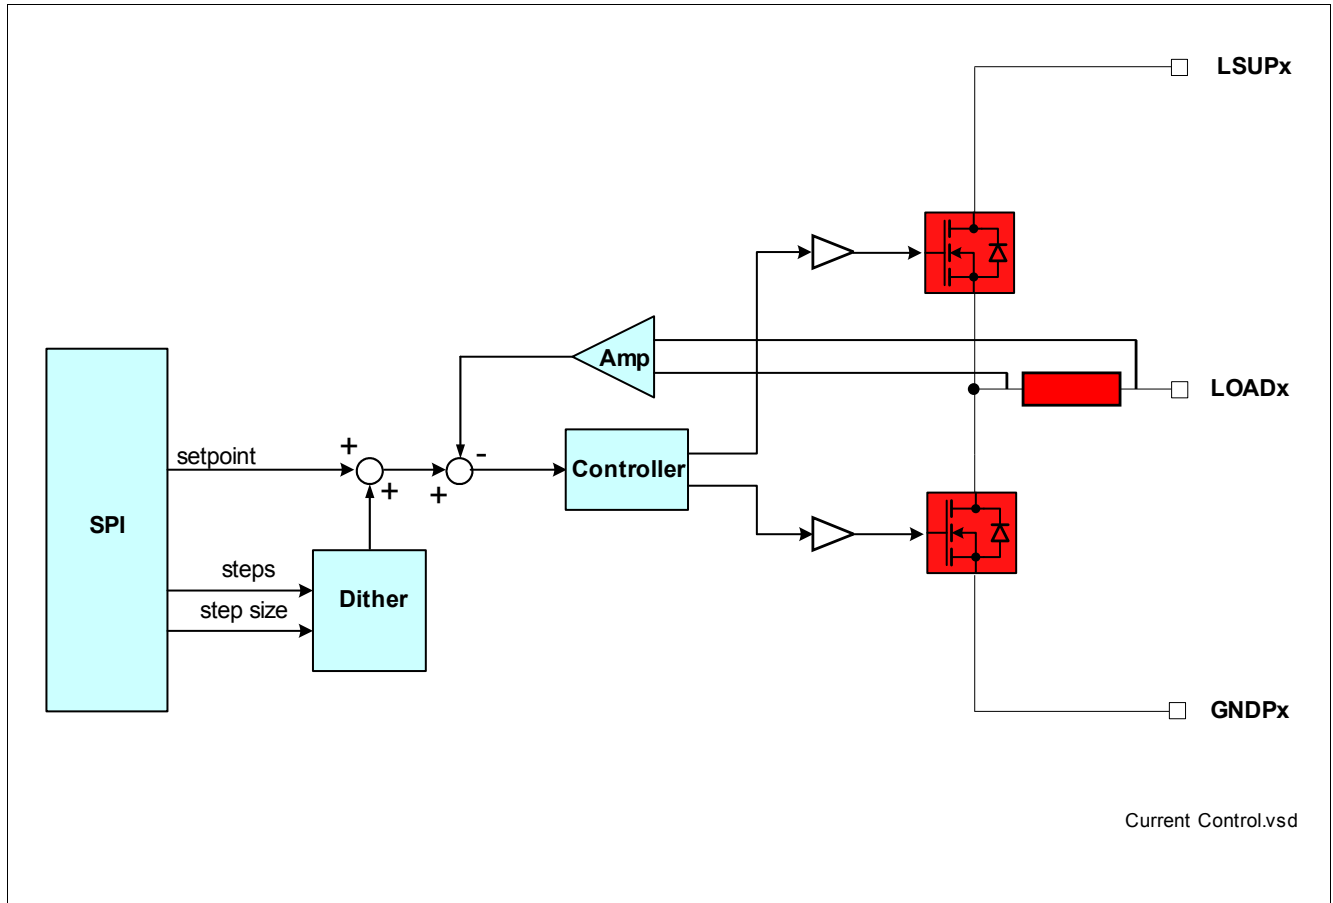 LSUPx
Amp
LOADx
+
-
setpoint
Controller
+
+
SPI
steps
Dither
step size
GNDPx
Current Control.vsd